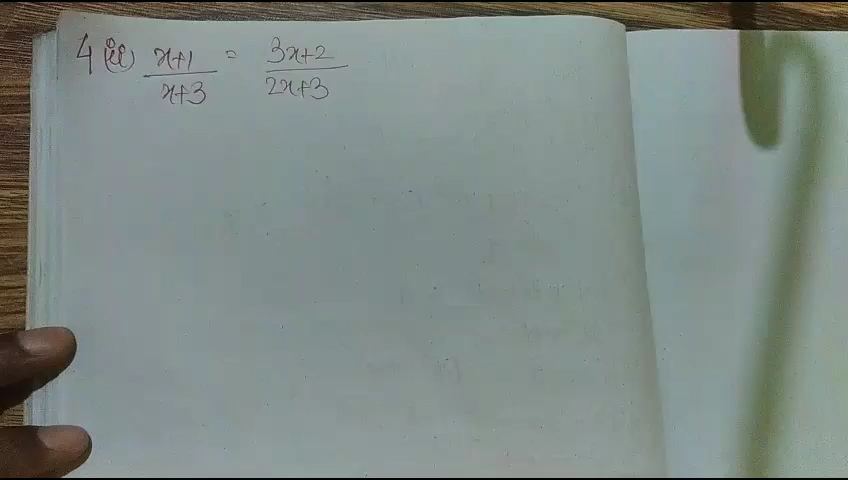 4 (ii) x+1/x+3 = 3x+2/2x+3